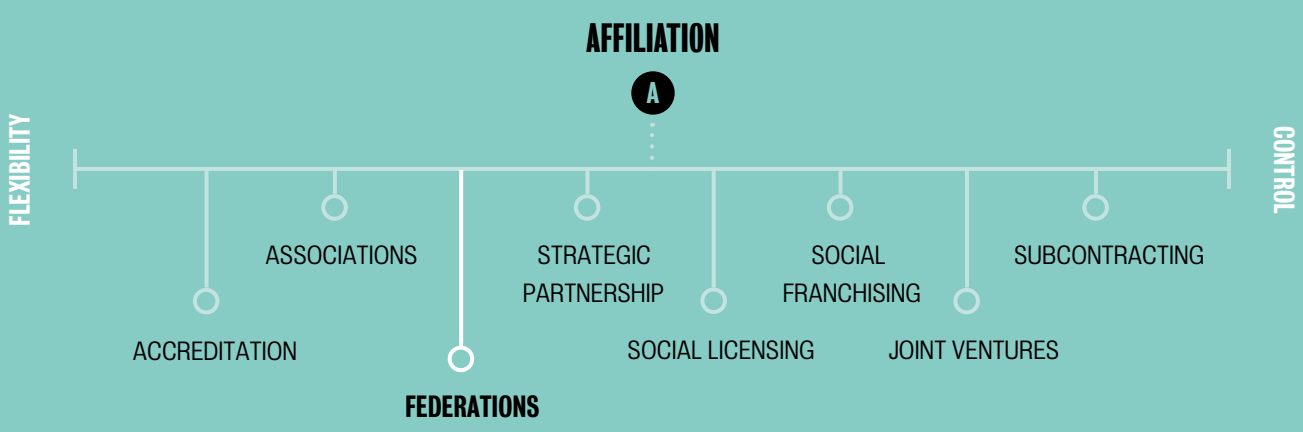 AFFILIATION
A
FLEXIBILITY
CONTROL
ASSOCIATIONS
STRATEGIC
PARTNERSHIP
SOCIAL
FRANCHISING
SUBCONTRACTING
ACCREDITATION
SOCIAL LICENSING
JOINT VENTURES
FEDERATIONS